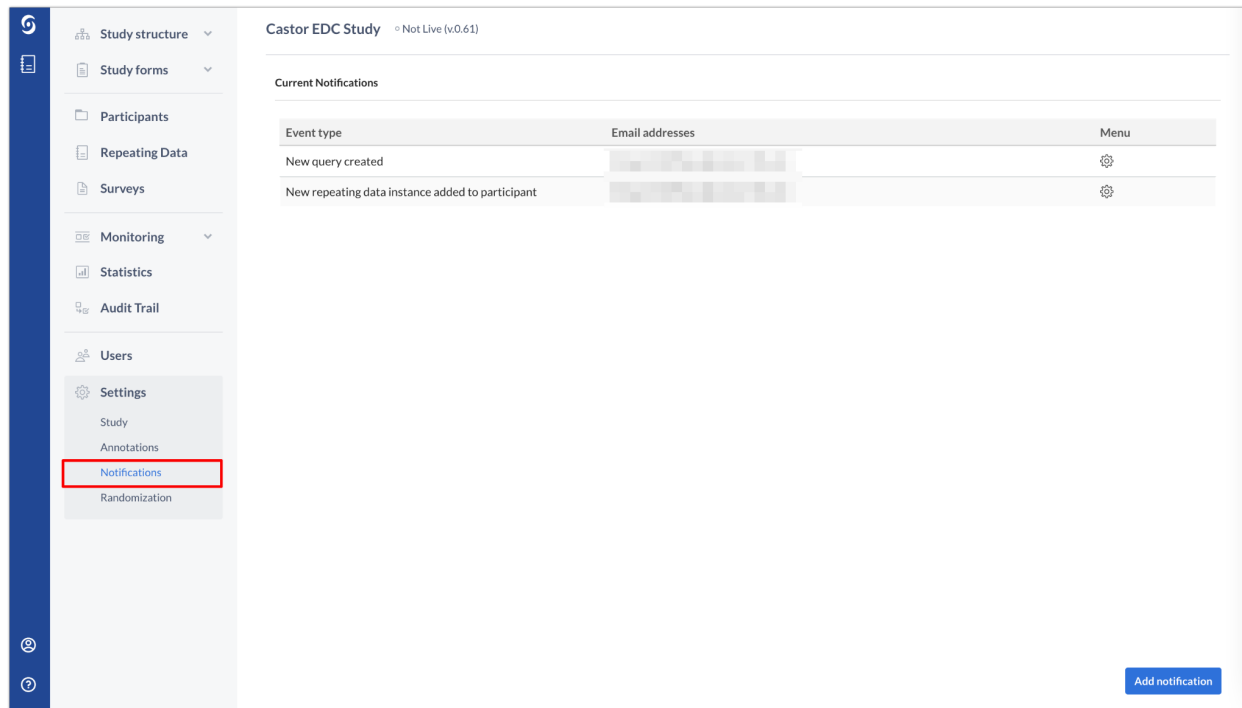 Study structure
Study forms
Participants
Repeating Data
Surveys
Monitoring
Statistics
Audit Trail
Users
Settings
Study
Annotations
Notifications
Randomization
Castor EDC Study Not Live (v.0.61)
Current Notifications
Event type Email addresses Menu
New query created
New repeating data instance added to participant
Add notification